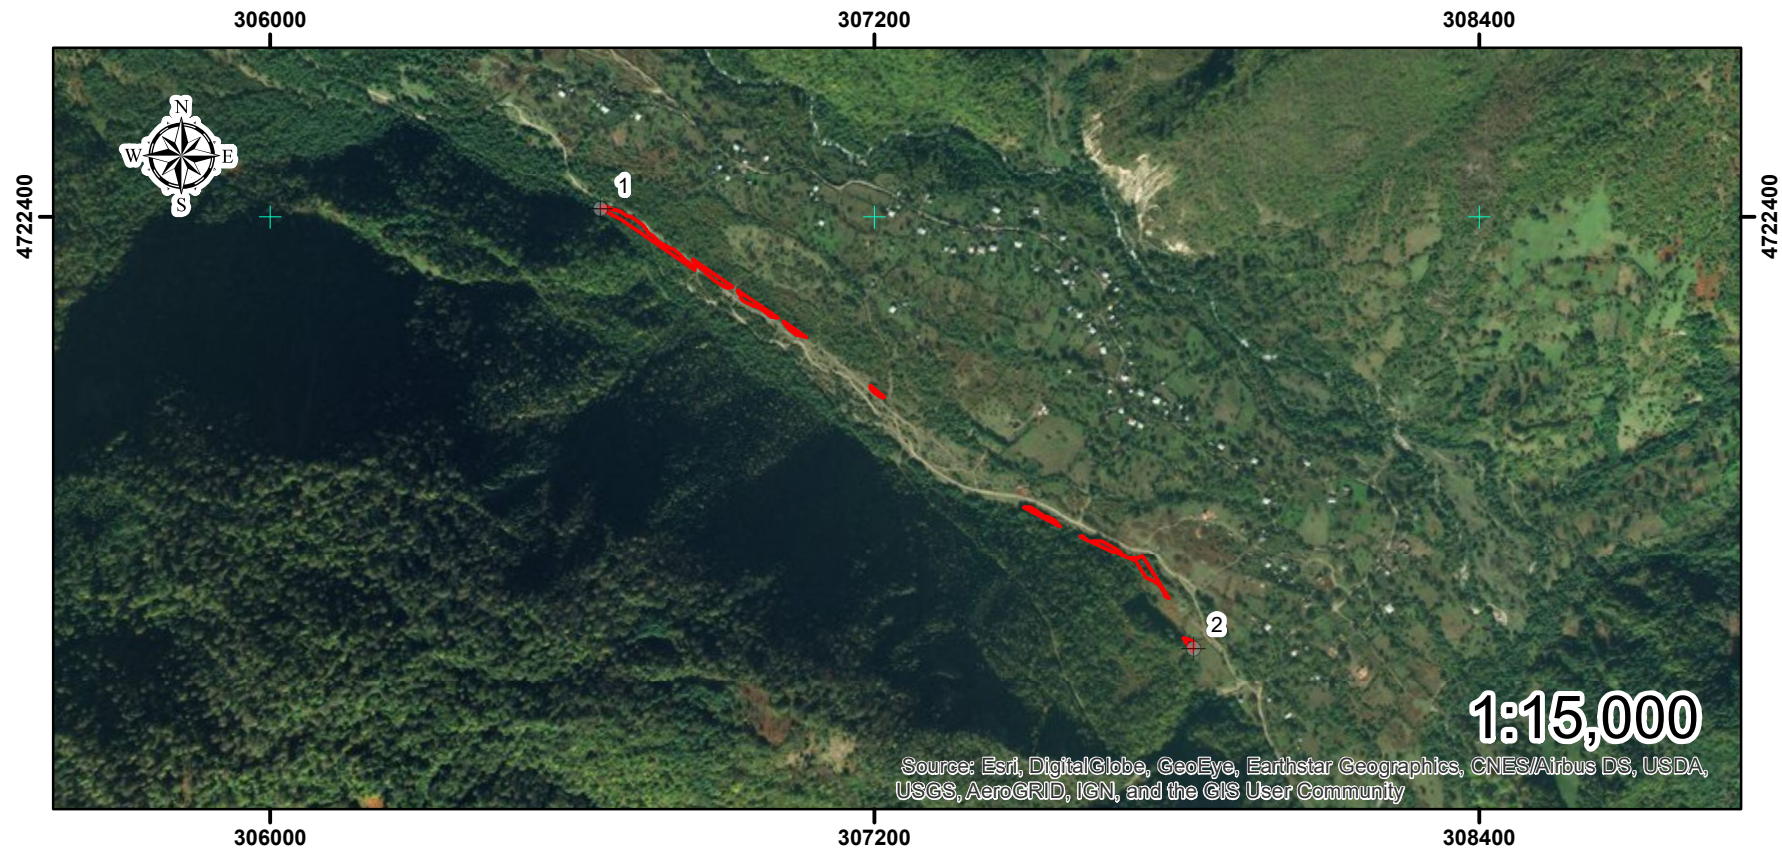 306000 307200 308400
N
W E
S
1
4722400 4722400
2
1:15,000
Source: Esri, DigitalGlobe, GeoEye, Earthstar Geographics, CNES/Airbus DS, USDA,
USGS, AeroGRID, IGN, and the GIS User Community
306000 307200 308400